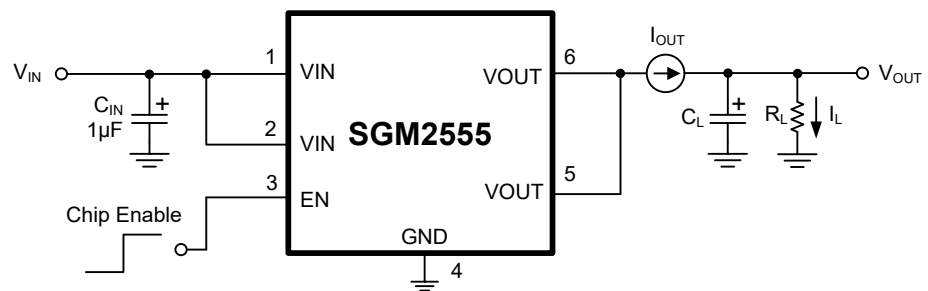 V_IN
C_IN
1µF
+
1
VIN
2
VIN
3
EN
Chip Enable
SGM2555
GND
4
6
VOUT
5
VOUT
I_OUT
C_L
+
R_L
I_L
V_OUT